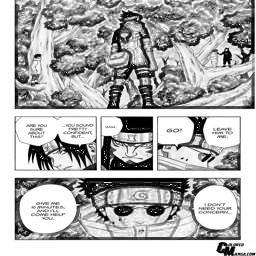 LEAVE
HIM TO
ME.
GO!
...YOU SOUND
PRETTY
CONFIDENT,
BUT...
ARE YOU
SURE
ABOUT
THIS?
I DON'T
NEED YOUR
CONCERN...
GIVE ME
10 MINUTES,
AND I'LL
COME HELP
YOU.
COLORED
MANGA.COM